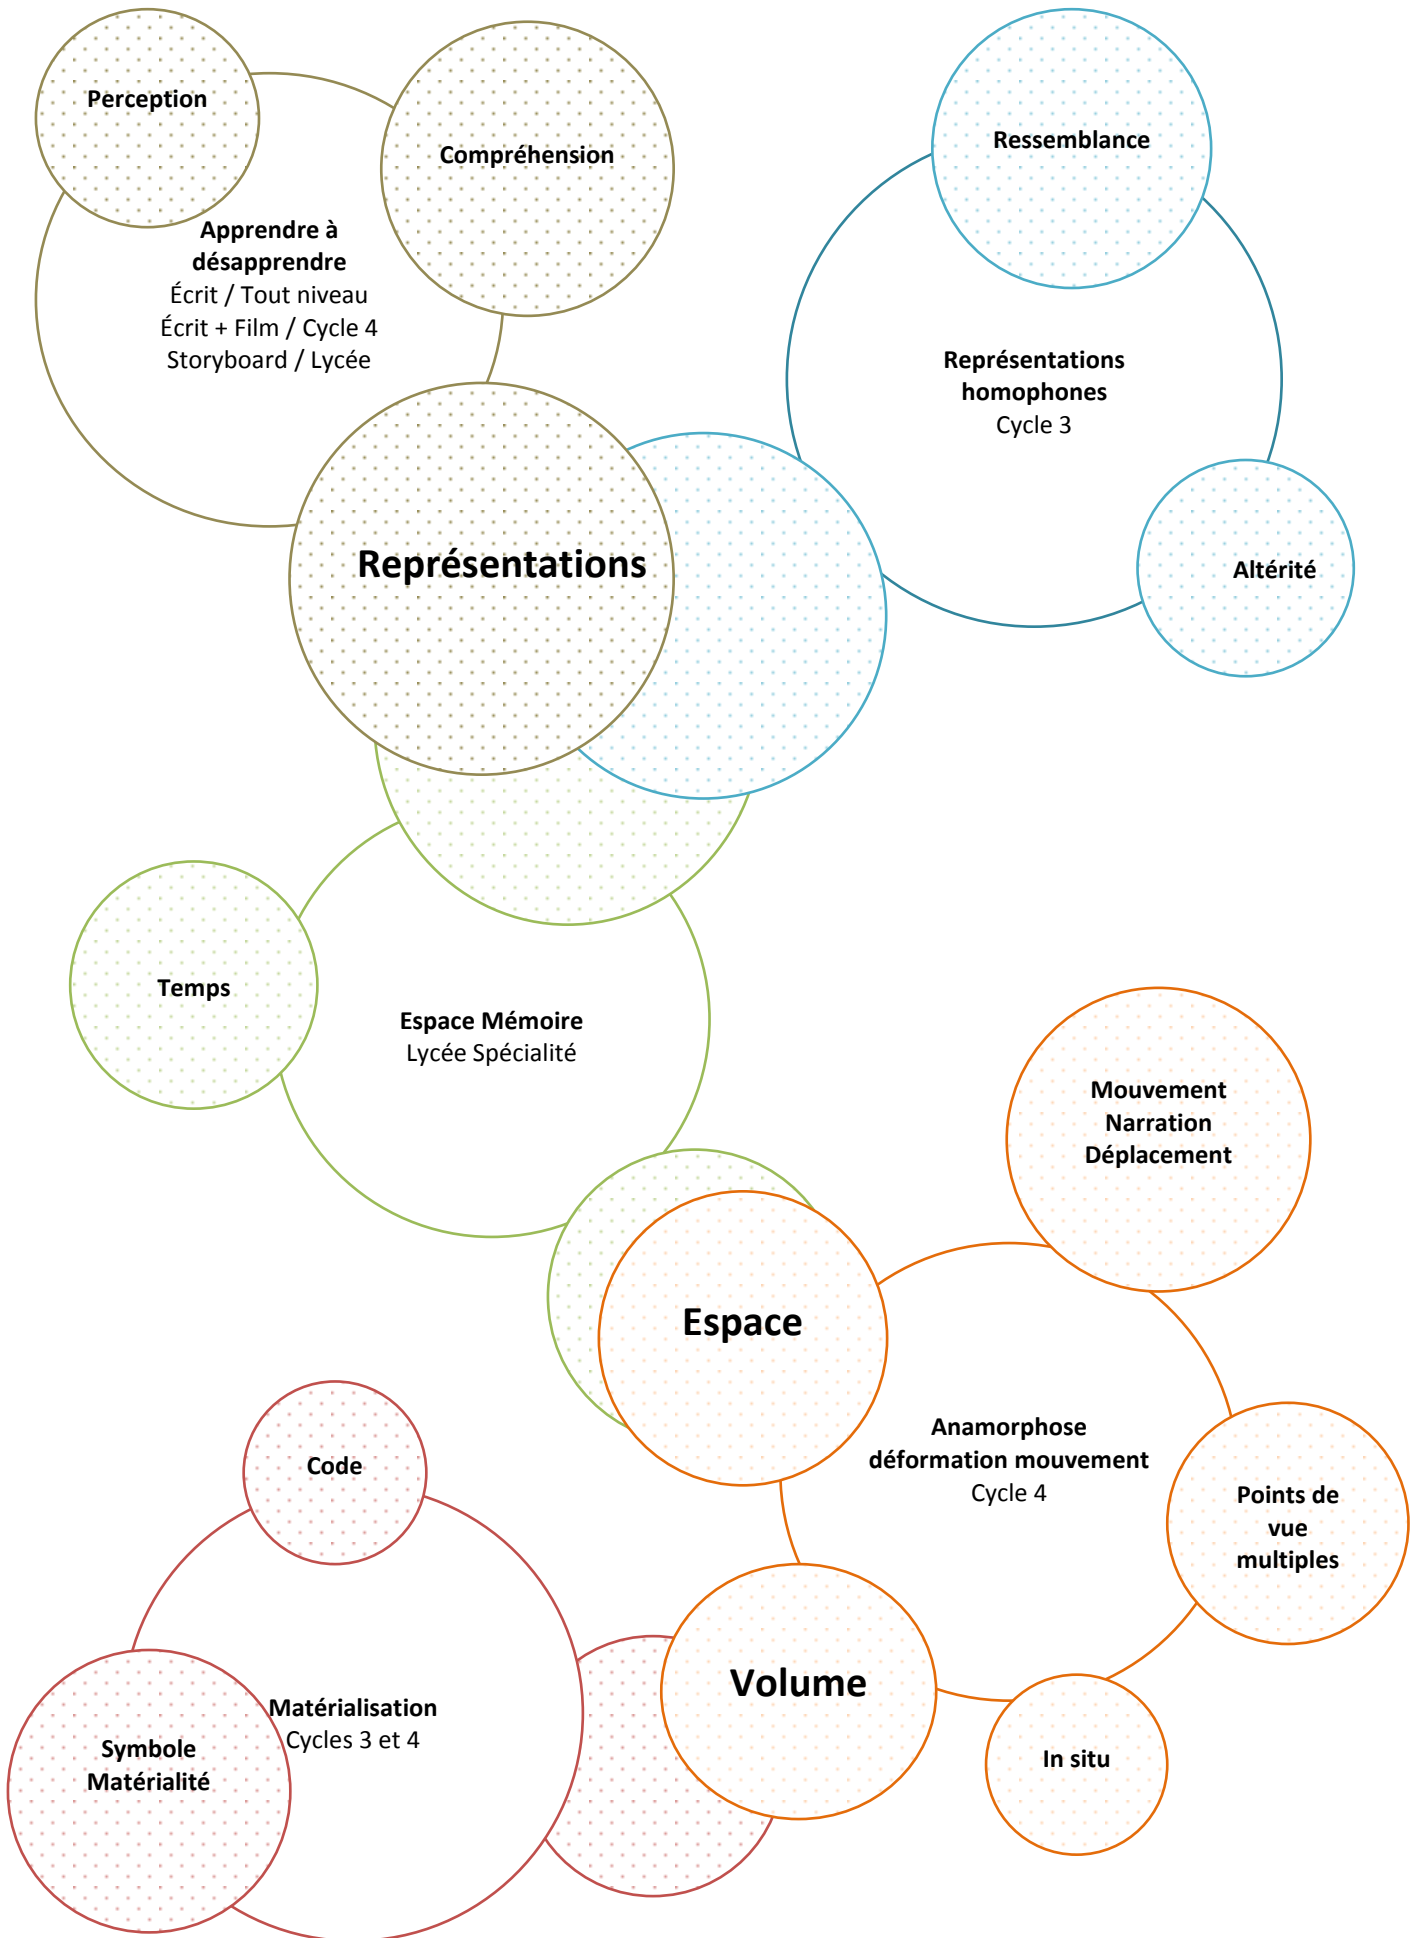 Perception
Compréhension
Apprendre à
désapprendre
Écrit / Tout niveau
Écrit + Film / Cycle 4
Storyboard / Lycée
Ressemblance
Représentations
homophones
Cycle 3
Altérité
Représentations
Temps
Espace Mémoire
Lycée Spécialité
Mouvement
Narration
Déplacement
Espace
Anamorphose
déformation mouvement
Cycle 4
Points de
vue
multiples
Code
Volume
In situ
Matérialisation
Cycles 3 et 4
Symbole
Matérialité